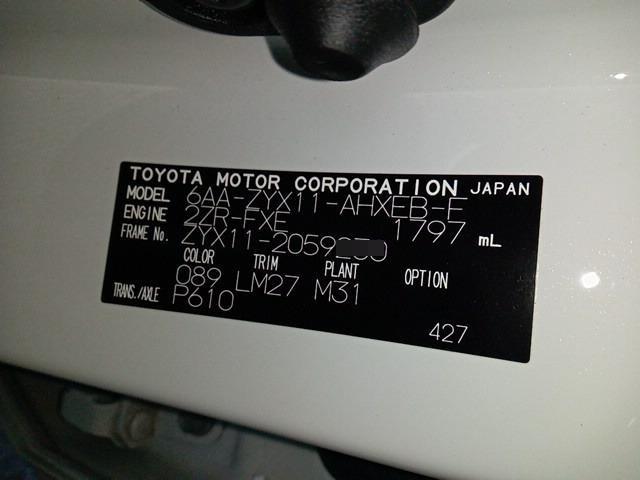 TOYOTA MOTOR CORPORATION JAPAN
MODEL 6AA-ZYX11-AHXEB-E
ENGINE 2ZR-FXE 1797 mL
FRAME No. ZYX11-2059
COLOR TRIM PLANT OPTION
089 LM27 M31
TRANS./AXLE P610
427